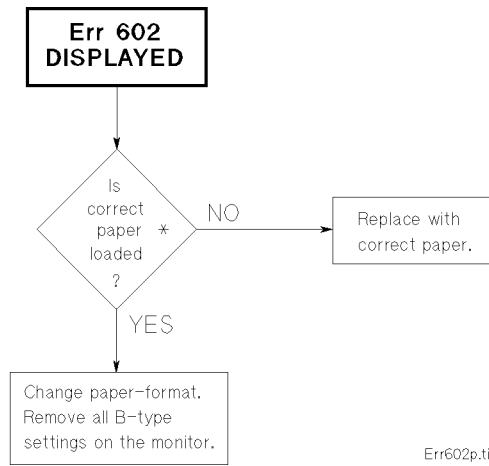 Err 602
DISPLAYED
Is
correct
paper *
loaded
?
NO
Replace with
correct paper.
YES
Change paper-format.
Remove all B-type
settings on the monitor.
Err602p.ti